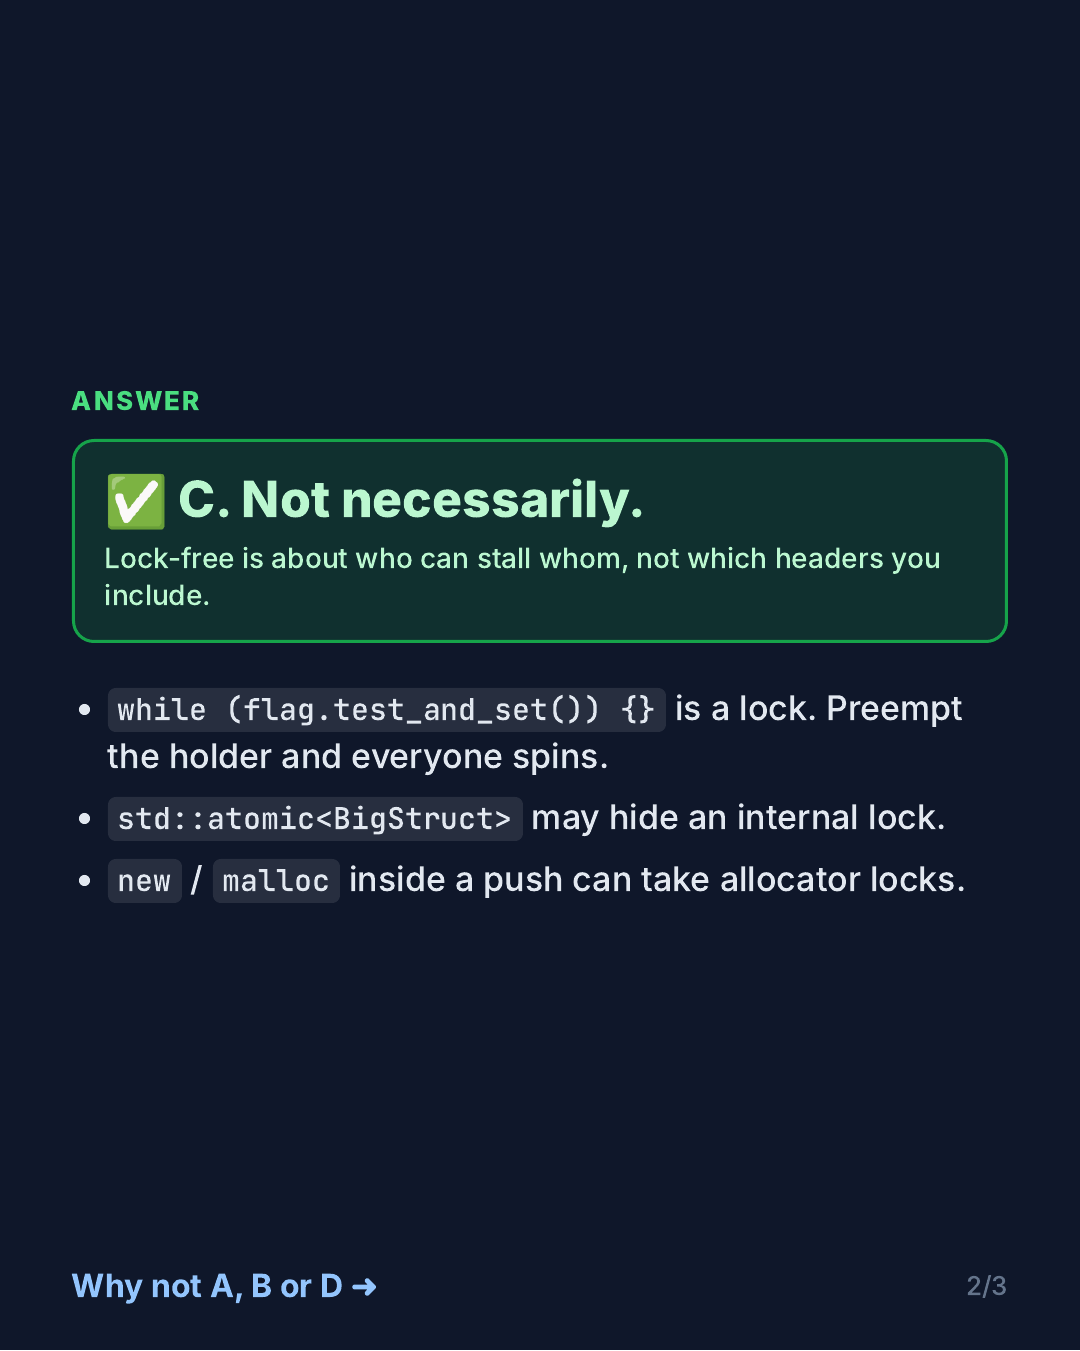 ANSWER
✅ C. Not necessarily.
Lock-free is about who can stall whom, not which headers you
include.
• while (flag.test_and_set()) {} is a lock. Preempt
the holder and everyone spins.
• std::atomic<BigStruct> may hide an internal lock.
• new / malloc inside a push can take allocator locks.
Why not A, B or D ➜
2/3